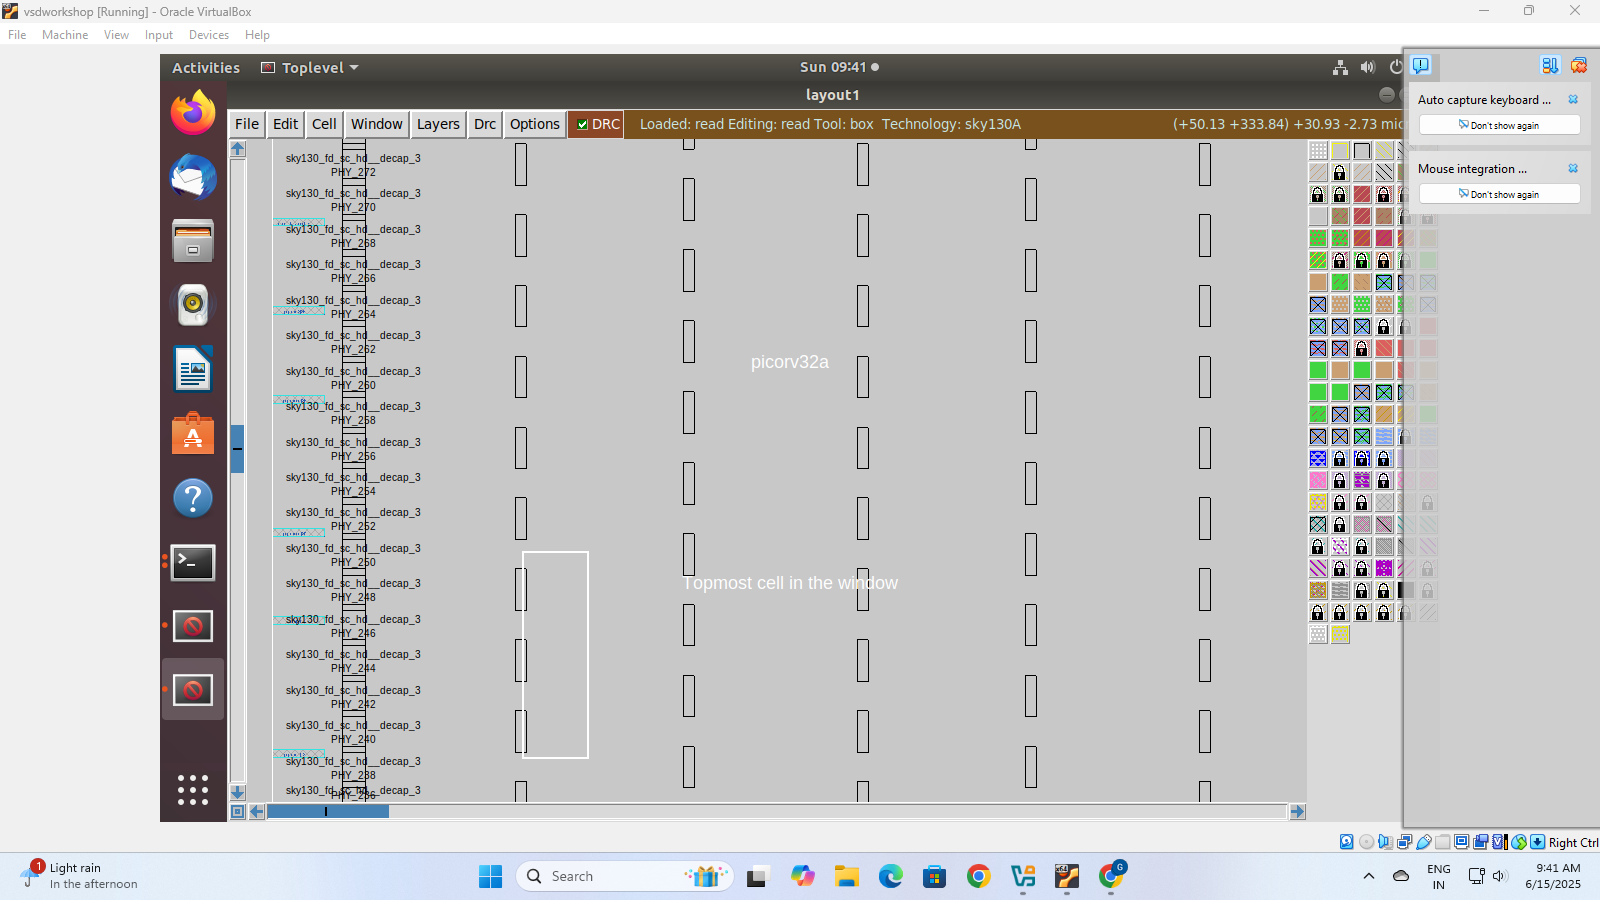 vsdworkshop [Running] - Oracle VirtualBox
File Machine View Input Devices Help
Activities Toplevel Sun 09:41
layout1
File Edit Cell Window Layers Drc Options DRC Loaded: read Editing: read Tool: box Technology: sky130A (+50.13 +333.84) +30.93 -2.73
Auto capture keyboard ...
Don't show again
Mouse integration ...
Don't show again
sky130_fd_sc_hd__decap_3
PHY_272
sky130_fd_sc_hd__decap_3
PHY_270
sky130_fd_sc_hd__decap_3
PHY_268
sky130_fd_sc_hd__decap_3
PHY_266
sky130_fd_sc_hd__decap_3
PHY_264
sky130_fd_sc_hd__decap_3
PHY_262
sky130_fd_sc_hd__decap_3
PHY_260
sky130_fd_sc_hd__decap_3
PHY_258
sky130_fd_sc_hd__decap_3
PHY_256
sky130_fd_sc_hd__decap_3
PHY_254
sky130_fd_sc_hd__decap_3
PHY_252
sky130_fd_sc_hd__decap_3
PHY_250
sky130_fd_sc_hd__decap_3
PHY_248
sky130_fd_sc_hd__decap_3
PHY_246
sky130_fd_sc_hd__decap_3
PHY_244
sky130_fd_sc_hd__decap_3
PHY_242
sky130_fd_sc_hd__decap_3
PHY_240
sky130_fd_sc_hd__decap_3
PHY_238
sky130_fd_sc_hd__decap_3
PHY_236
picorv32a
Topmost cell in the window
Right Ctrl
1
Light rain
In the afternoon
Search
G
ENG
IN
9:41 AM
6/15/2025